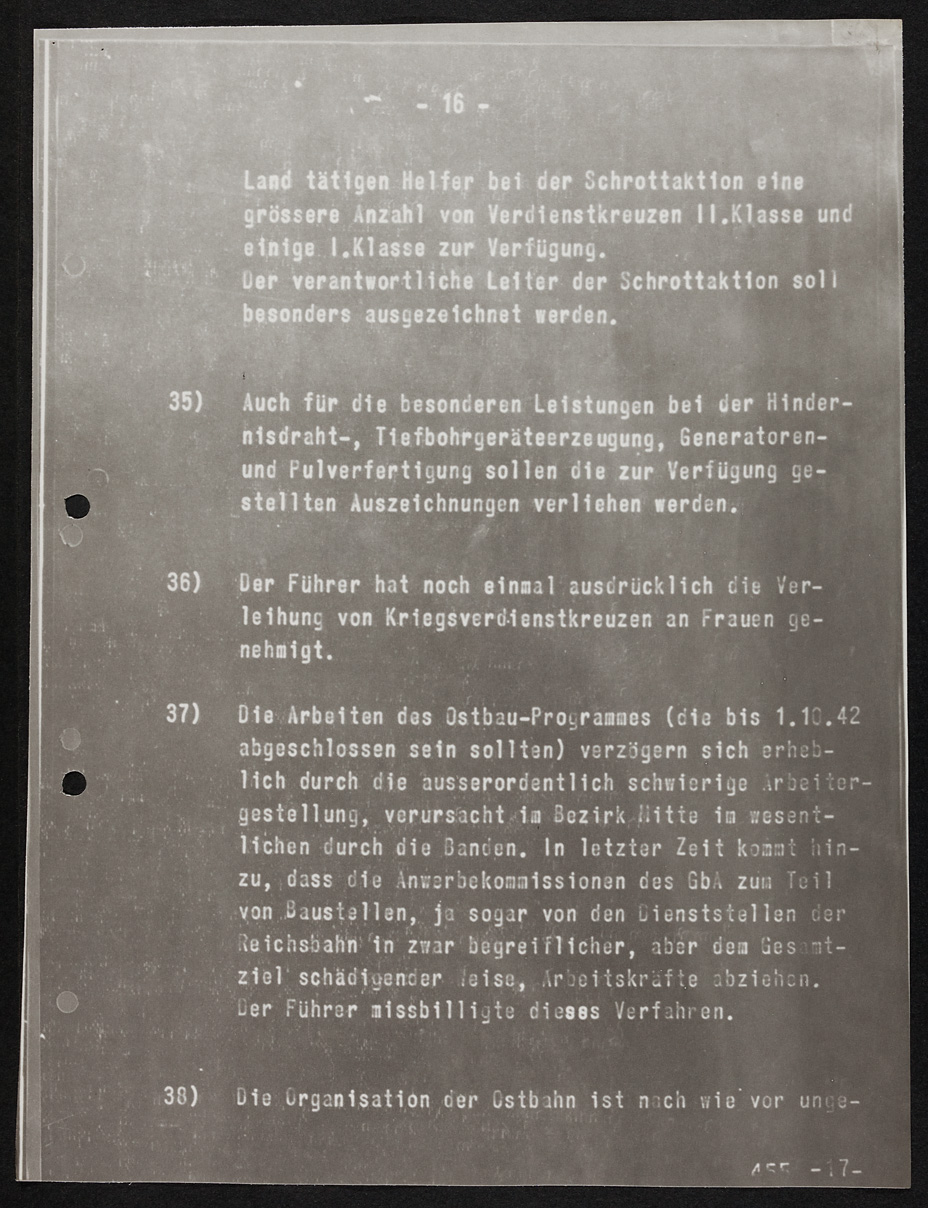 - 16 -
Land tätigen Helfer bei der Schrottaktion eine
grössere Anzahl von Verdienstkreuzen II.Klasse und
einige I.Klasse zur Verfügung.
Der verantwortliche Leiter der Schrottaktion soll
besonders ausgezeichnet werden.
35) Auch für die besonderen Leistungen bei der Hinder-
nisdraht-, Tiefbohrgeräteerzeugung, Generatoren-
und Pulverfertigung sollen die zur Verfügung ge-
stellten Auszeichnungen verliehen werden.
36) Der Führer hat noch einmal ausdrücklich die Ver-
leihung von Kriegsverdienstkreuzen an Frauen ge-
nehmigt.
37) Die Arbeiten des Ostbau-Programmes (die bis 1.10.42
abgeschlossen sein sollten) verzögern sich erheb-
lich durch die ausserordentlich schwierige Arbeiter-
gestellung, verursacht im Bezirk Mitte im wesent-
lichen durch die Banden. In letzter Zeit kommt hin-
zu, dass die Anwerbekommissionen des GbA zum Teil
von Baustellen, ja sogar von den Dienststellen der
Reichsbahn in zwar begreiflicher, aber dem Gesamt-
ziel schädigender Weise, Arbeitskräfte abziehen.
Der Führer missbilligte dieses Verfahren.
38) Die Organisation der Ostbahn ist nach wie vor unge-
-17-